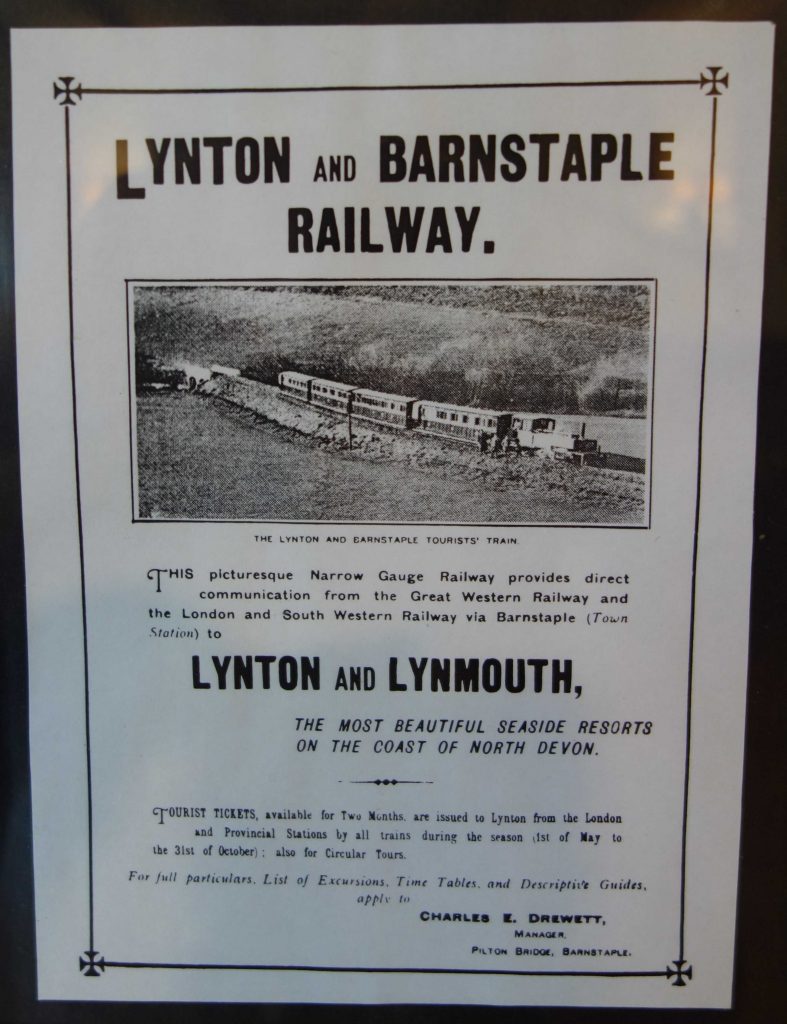 LYNTON AND BARNSTAPLE
RAILWAY.
THE LYNTON AND BARNSTAPLE TOURISTS' TRAIN.
THIS picturesque Narrow Gauge Railway provides direct
communication from the Great Western Railway and
the London and South Western Railway via Barnstaple (Town
Station) to
LYNTON AND LYNMOUTH,
THE MOST BEAUTIFUL SEASIDE RESORTS
ON THE COAST OF NORTH DEVON.
TOURIST TICKETS, available for Two Months, are issued to Lynton from the London
and Provincial Stations by all trains during the season (1st of May to
the 31st of October); also for Circular Tours.
For full particulars, List of Excursions, Time Tables, and Descriptive Guides,
apply to
CHARLES E. DREWETT,
MANAGER.
PILTON BRIDGE, BARNSTAPLE.